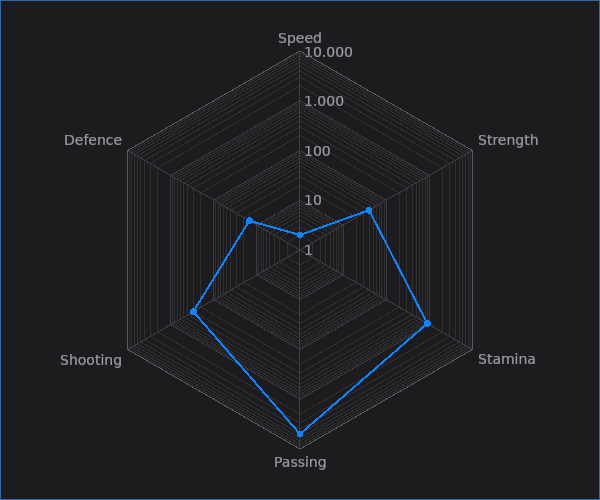 Speed
10.000
1.000
Defence
Strength
100
10
1
Shooting
Stamina
Passing